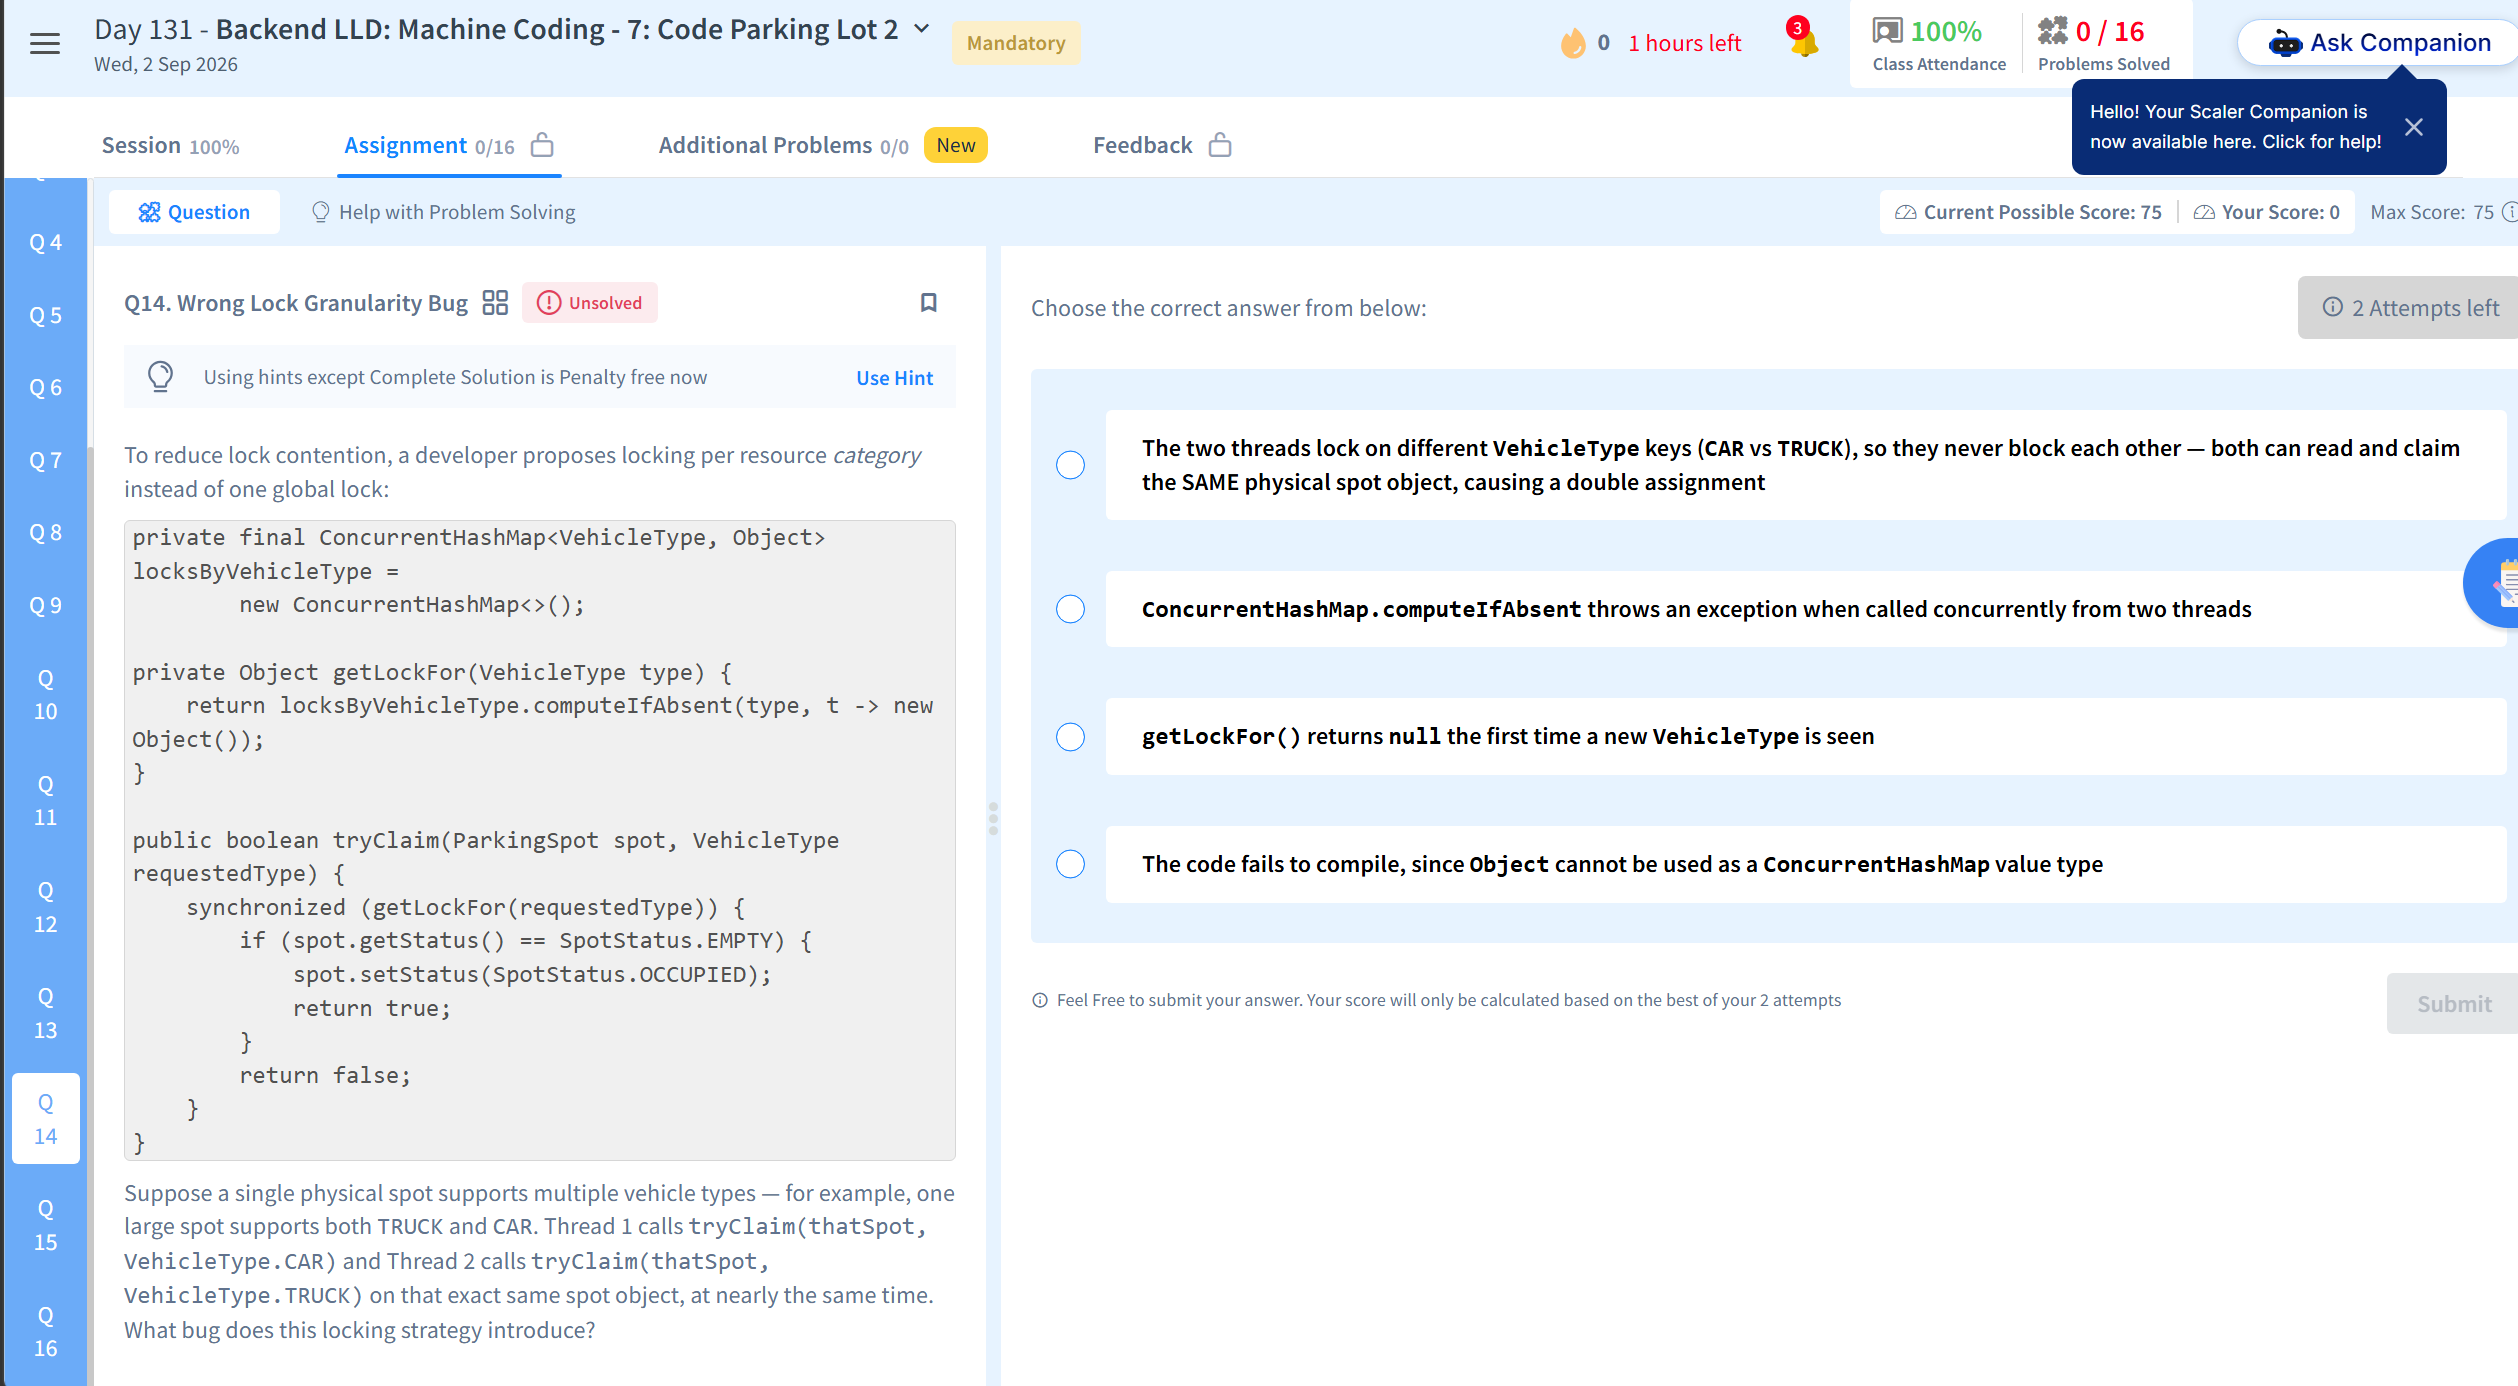 Day 131 - Backend LLD: Machine Coding - 7: Code Parking Lot 2
Wed, 2 Sep 2026
Mandatory
0
1 hours left
3
100%
Class Attendance
0 / 16
Problems Solved
Ask Companion
Hello! Your Scaler Companion is
now available here. Click for help!
Session 100%
Assignment 0/16
Additional Problems 0/0
New
Feedback
Q 4
Q 5
Q 6
Q 7
Q 8
Q 9
Q
10
Q
11
Q
12
Q
13
Q
14
Q
15
Q
16
Question
Help with Problem Solving
Current Possible Score: 75
Your Score: 0
Max Score: 75
Q14. Wrong Lock Granularity Bug
Unsolved
Using hints except Complete Solution is Penalty free now
Use Hint
To reduce lock contention, a developer proposes locking per resource category
instead of one global lock:
private final ConcurrentHashMap<VehicleType, Object>
locksByVehicleType =
        new ConcurrentHashMap<>();
private Object getLockFor(VehicleType type) {
    return locksByVehicleType.computeIfAbsent(type, t -> new
Object());
}
public boolean tryClaim(ParkingSpot spot, VehicleType
requestedType) {
    synchronized (getLockFor(requestedType)) {
        if (spot.getStatus() == SpotStatus.EMPTY) {
            spot.setStatus(SpotStatus.OCCUPIED);
            return true;
        }
        return false;
    }
}
Suppose a single physical spot supports multiple vehicle types — for example, one
large spot supports both TRUCK and CAR. Thread 1 calls tryClaim(thatSpot,
VehicleType.CAR) and Thread 2 calls tryClaim(thatSpot,
VehicleType.TRUCK) on that exact same spot object, at nearly the same time.
What bug does this locking strategy introduce?
Choose the correct answer from below:
2 Attempts left
The two threads lock on different VehicleType keys (CAR vs TRUCK), so they never block each other — both can read and claim
the SAME physical spot object, causing a double assignment
ConcurrentHashMap.computeIfAbsent throws an exception when called concurrently from two threads
getLockFor() returns null the first time a new VehicleType is seen
The code fails to compile, since Object cannot be used as a ConcurrentHashMap value type
Feel Free to submit your answer. Your score will only be calculated based on the best of your 2 attempts
Submit